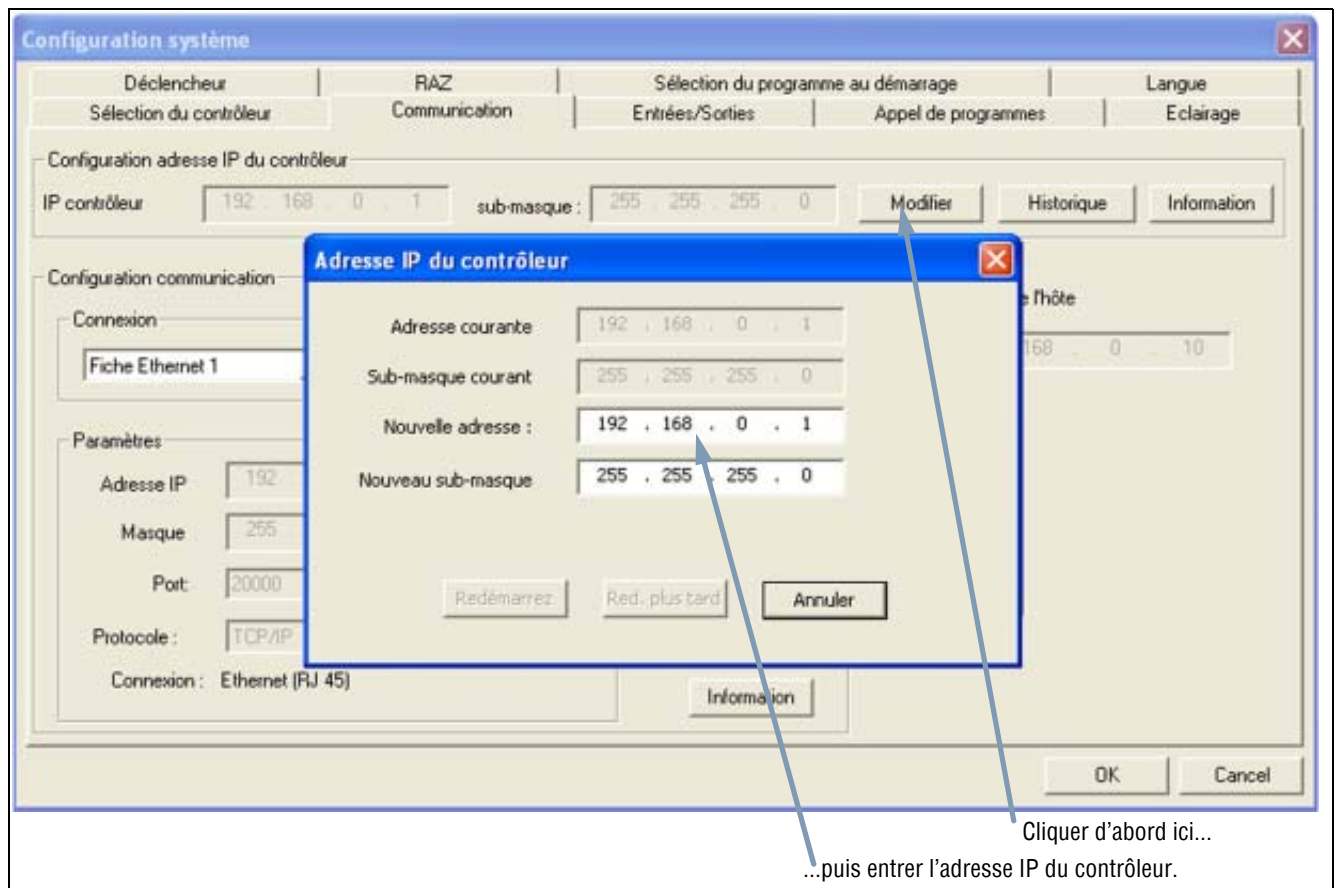 Configuration système
Déclencheur RAZ Sélection du programme au démarrage Langue
Sélection du contrôleur Communication Entrées/Sorties Appel de programmes Eclairage
Configuration adresse IP du contrôleur
IP contrôleur 192 . 168 . 0 . 1 sub-masque : 255 . 255 . 255 . 0 Modifier Historique Information
Configuration communication
Connexion
Fiche Ethernet 1
Paramètres
Adresse IP 192
Masque 255
Port: 20000
Protocole : TCP/IP
Connexion : Ethernet (RJ 45)
Information
e l'hôte
168 . 0 . 10
Adresse IP du contrôleur
Adresse courante 192 . 168 . 0 . 1
Sub-masque courant 255 . 255 . 255 . 0
Nouvelle adresse : 192 . 168 . 0 . 1
Nouveau sub-masque 255 . 255 . 255 . 0
Redémarrez Red. plus tard Annuler
OK Cancel
Cliquer d'abord ici...
...puis entrer l'adresse IP du contrôleur.